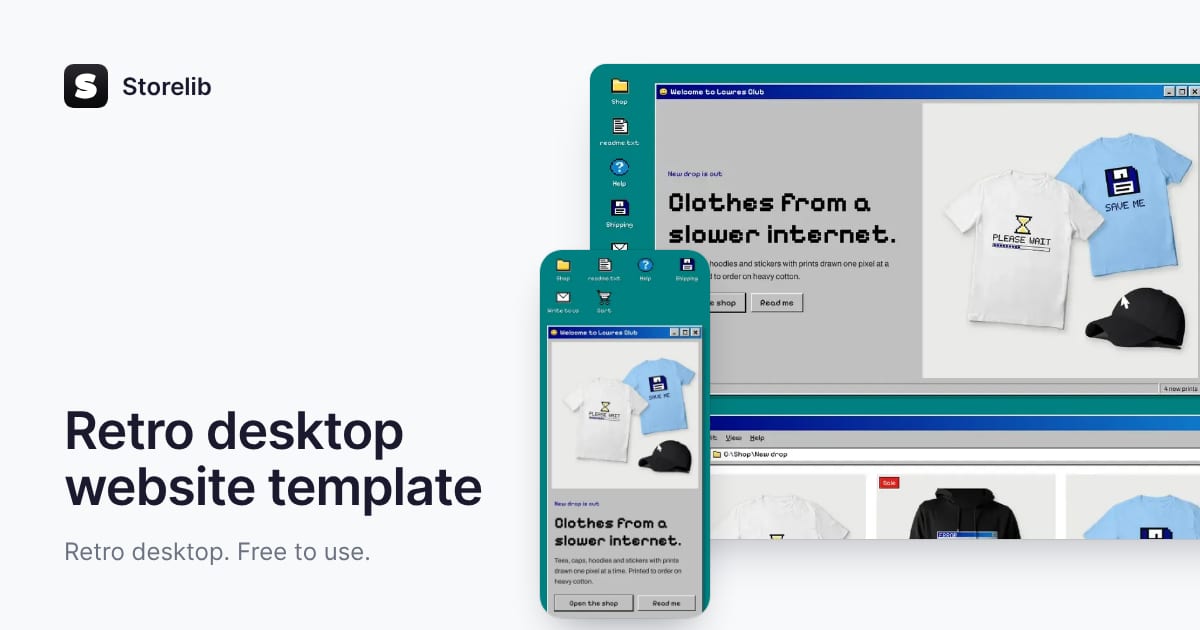 S
Storelib
Retro desktop
website template
Retro desktop. Free to use.
Shop
readme.txt
Help
Shipping
Welcome to Lowres Club
New drop is out
Clothes from a
slower internet.
hoodies and stickers with prints drawn one pixel at a
to order on heavy cotton.
shop
Read me
PLEASE WAIT
SAVE ME
4 new prints
View Help
C:\Shop\New drop
Sale
ERROR
Shop
readme.txt
Help
Shipping
Write to us
Cart
Welcome to Lowres Club
PLEASE WAIT
SAVE ME
New drop is out
Clothes from a
slower internet.
Tees, caps, hoodies and stickers with prints
drawn one pixel at a time. Printed to order on
heavy cotton.
Open the shop
Read me